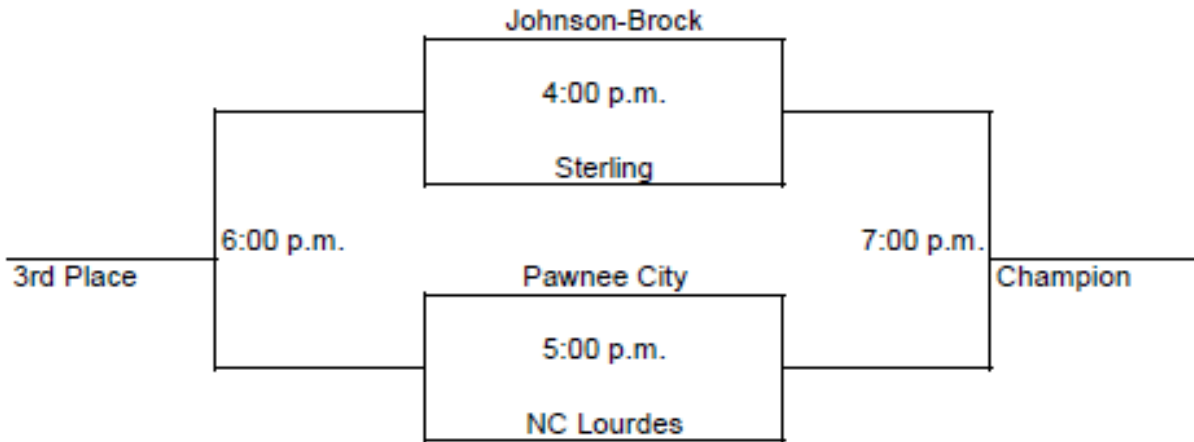 Johnson-Brock
4:00 p.m.
Sterling
6:00 p.m.
7:00 p.m.
3rd Place
Pawnee City
Champion
5:00 p.m.
NC Lourdes